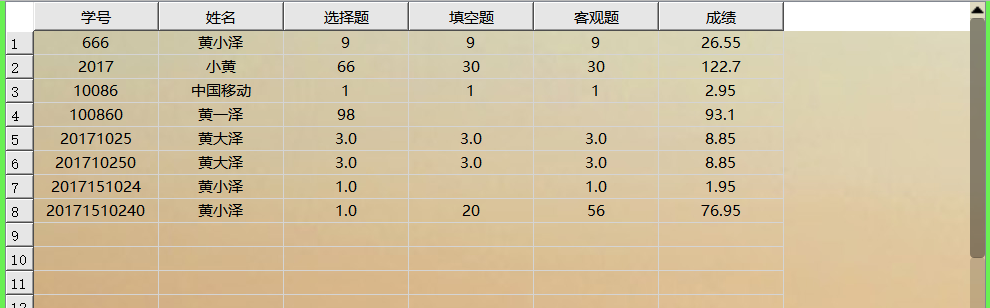 学号 姓名 选择题 填空题 客观题 成绩
1 666 黄小泽 9 9 9 26.55
2 2017 小黄 66 30 30 122.7
3 10086 中国移动 1 1 1 2.95
4 100860 黄一泽 98 93.1
5 20171025 黄大泽 3.0 3.0 3.0 8.85
6 201710250 黄大泽 3.0 3.0 3.0 8.85
7 2017151024 黄小泽 1.0 1.0 1.95
8 20171510240 黄小泽 1.0 20 56 76.95
9
10
11
12